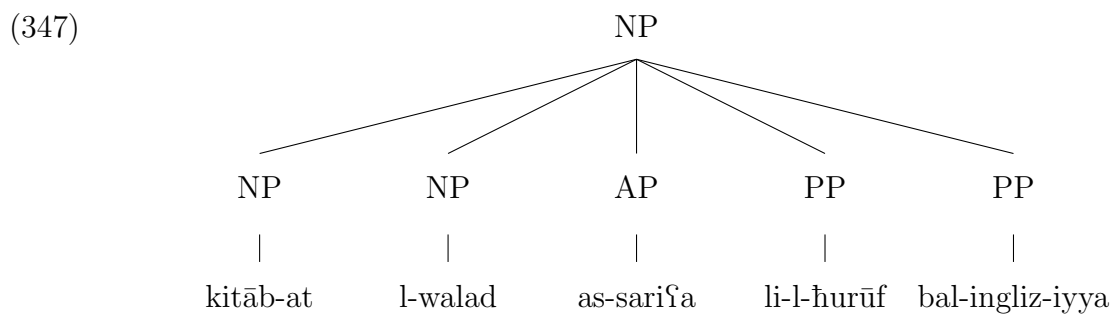 (347) NP
NP NP AP PP PP
kitāb-at l-walad as-sariʕa li-l-ħurūf bal-ingliz-iyya